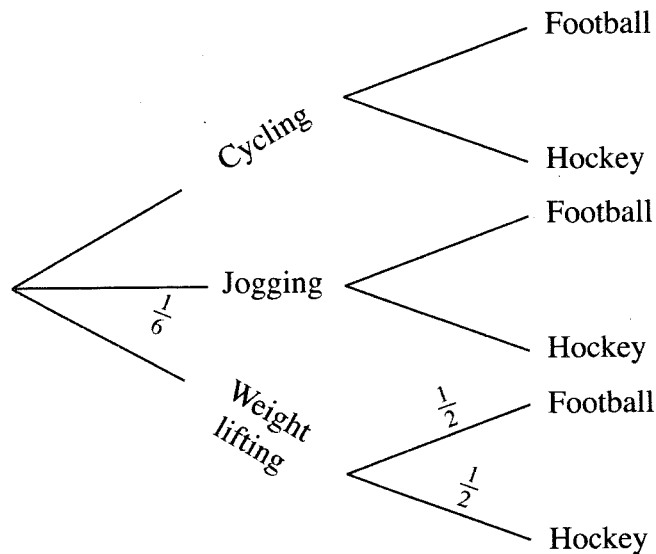 Football
Cycling
Hockey
Football
Jogging
1/6
Hockey
Weight
lifting
1/2
Football
1/2
Hockey